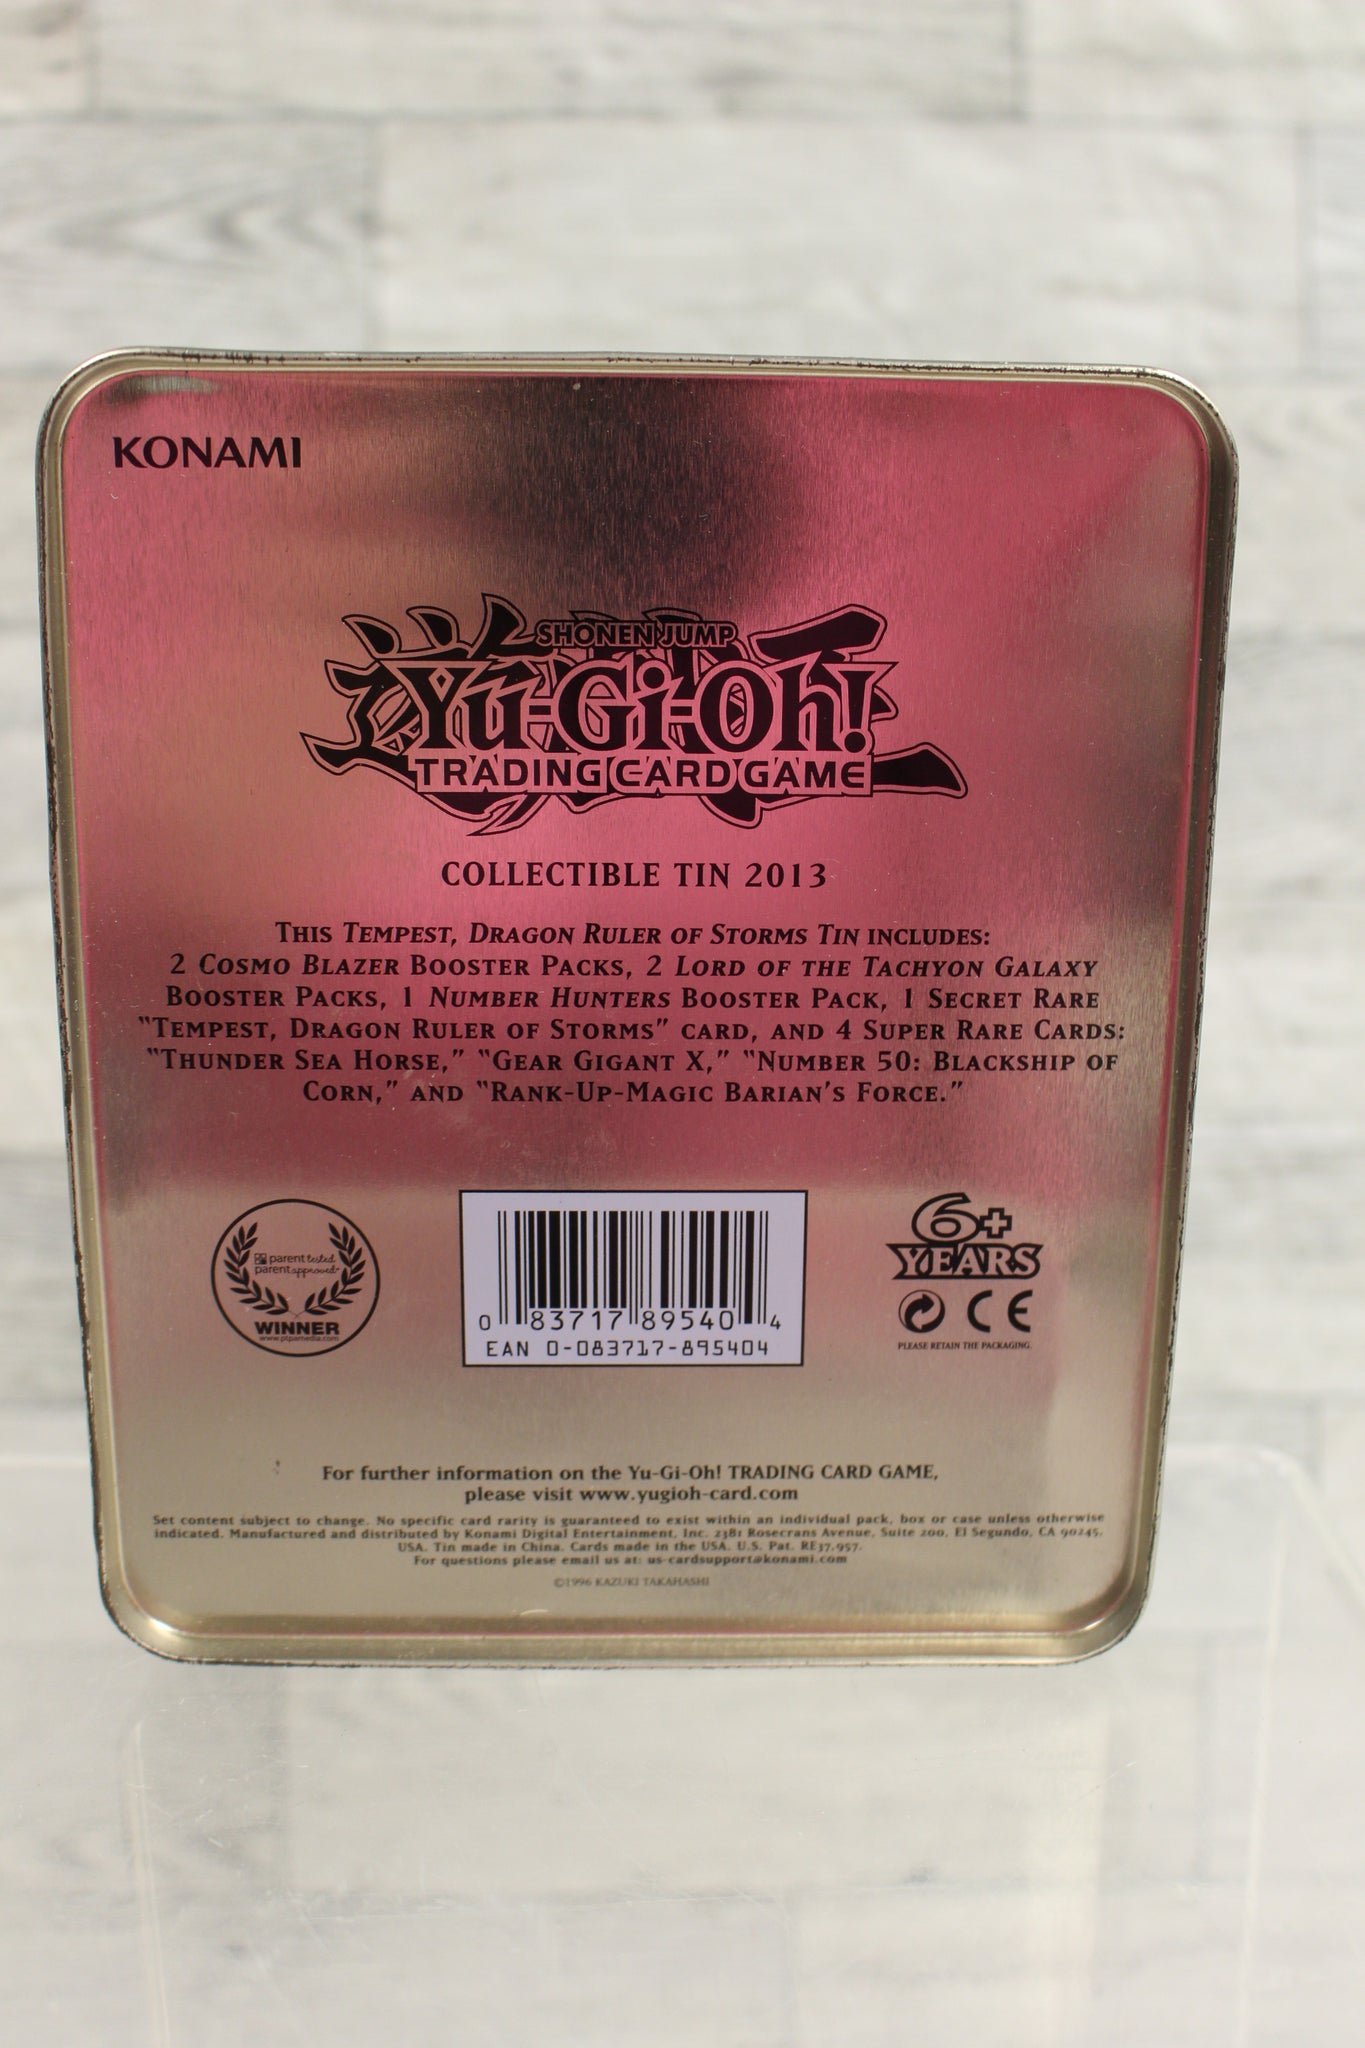 KONAMI
SHONEN JUMP
Yu-Gi-Oh!
TRADING CARD GAME
COLLECTIBLE TIN 2013
THIS TEMPEST, DRAGON RULER OF STORMS TIN INCLUDES:
2 COSMO BLAZER BOOSTER PACKS, 2 LORD OF THE TACHYON GALAXY
BOOSTER PACKS, 1 NUMBER HUNTERS BOOSTER PACK, 1 SECRET RARE
"TEMPEST, DRAGON RULER OF STORMS" CARD, AND 4 SUPER RARE CARDS:
"THUNDER SEA HORSE," "GEAR GIGANT X," "NUMBER 50: BLACKSHIP OF
CORN," AND "RANK-UP-MAGIC BARIAN'S FORCE."
parent tested
parent approved™
WINNER
www.ptpamedia.com
0 83717 89540 4
EAN 0-083717-895404
6+
YEARS
CE
PLEASE RETAIN THE PACKAGING.
For further information on the Yu-Gi-Oh! TRADING CARD GAME,
please visit www.yugioh-card.com
Set content subject to change. No specific card rarity is guaranteed to exist within an individual pack, box or case unless otherwise
indicated. Manufactured and distributed by Konami Digital Entertainment, Inc. 2381 Rosecrans Avenue, Suite 200, El Segundo, CA 90245,
USA. Tin made in China. Cards made in the USA. U.S. Pat. RE37,957.
For questions please email us at: us-cardsupport@konami.com
©1996 KAZUKI TAKAHASHI